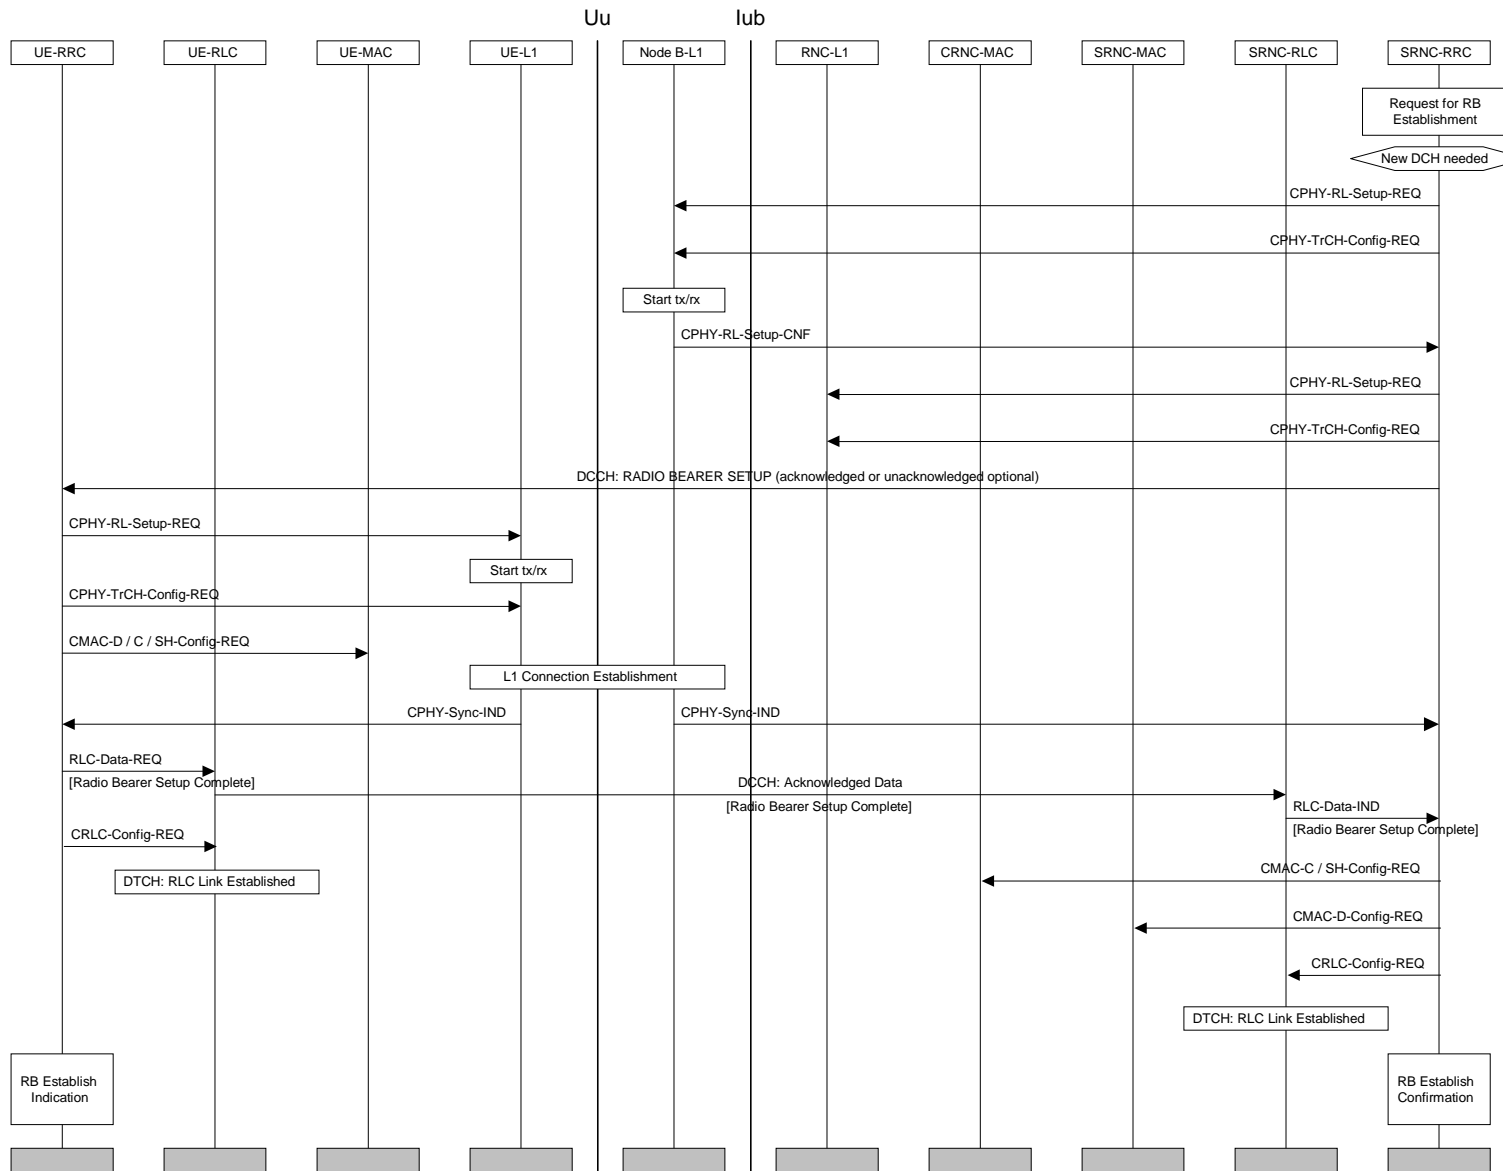 Uu
Iub
UE-RRC
UE-RLC
UE-MAC
UE-L1
Node B-L1
RNC-L1
CRNC-MAC
SRNC-MAC
SRNC-RLC
SRNC-RRC
Request for RB
Establishment
New DCH needed
CPHY-RL-Setup-REQ
CPHY-TrCH-Config-REQ
Start tx/rx
CPHY-RL-Setup-CNF
CPHY-RL-Setup-REQ
CPHY-TrCH-Config-REQ
DCCH: RADIO BEARER SETUP (acknowledged or unacknowledged optional)
CPHY-RL-Setup-REQ
Start tx/rx
CPHY-TrCH-Config-REQ
CMAC-D / C / SH-Config-REQ
L1 Connection Establishment
CPHY-Sync-IND
CPHY-Sync-IND
RLC-Data-REQ
[Radio Bearer Setup Complete]
DCCH: Acknowledged Data
[Radio Bearer Setup Complete]
RLC-Data-IND
[Radio Bearer Setup Complete]
CRLC-Config-REQ
DTCH: RLC Link Established
CMAC-C / SH-Config-REQ
CMAC-D-Config-REQ
CRLC-Config-REQ
DTCH: RLC Link Established
RB Establish
Indication
RB Establish
Confirmation